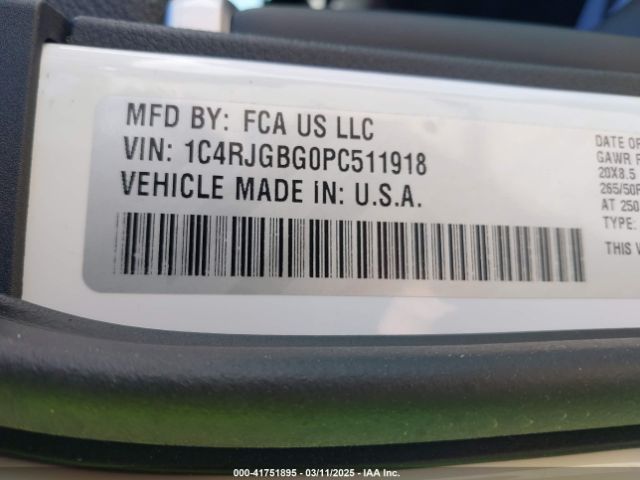 MFD BY: FCA US LLC
VIN: 1C4RJGBG0PC511918
VEHICLE MADE IN: U.S.A.
DATE OF
GAWR
20X8.5
265/50R
AT 250
TYPE:
THIS V
000-41751895 - 03/11/2025 - IAA Inc.